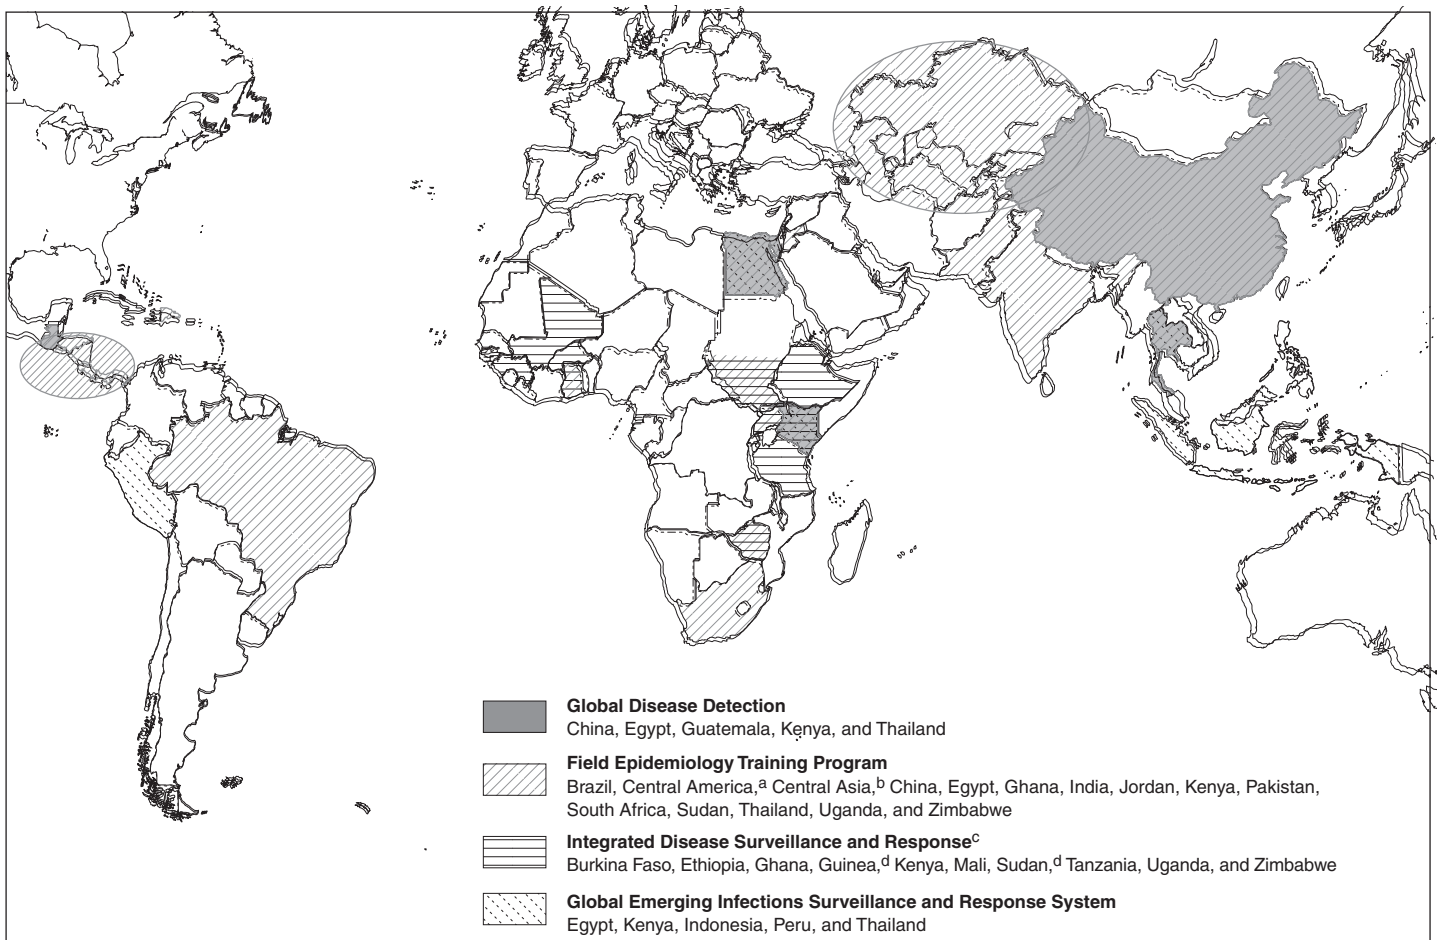 Global Disease Detection
China, Egypt, Guatemala, Kenya, and Thailand
Field Epidemiology Training Program
Brazil, Central America,a Central Asia,b China, Egypt, Ghana, India, Jordan, Kenya, Pakistan,
South Africa, Sudan, Thailand, Uganda, and Zimbabwe
Integrated Disease Surveillance and Responsec
Burkina Faso, Ethiopia, Ghana, Guinea,d Kenya, Mali, Sudan,d Tanzania, Uganda, and Zimbabwe
Global Emerging Infections Surveillance and Response System
Egypt, Kenya, Indonesia, Peru, and Thailand